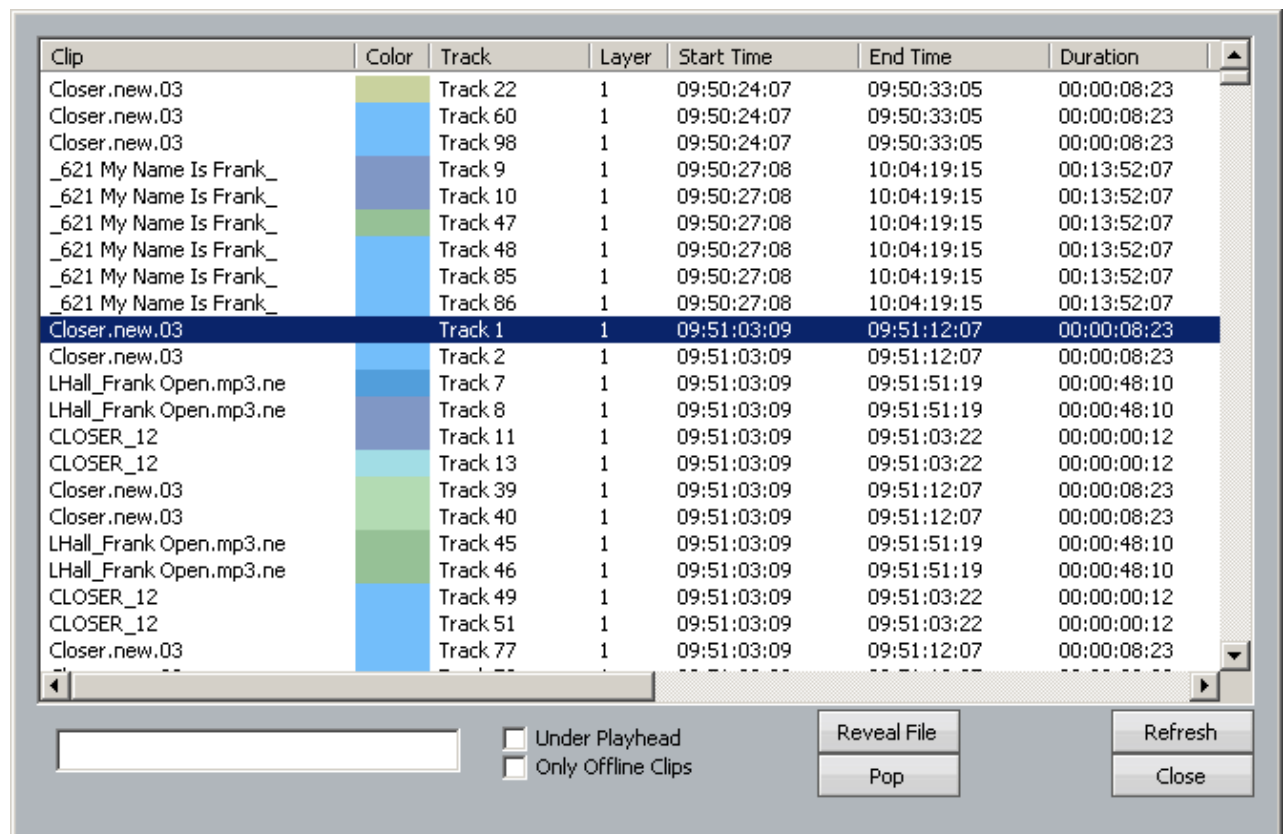 Clip Color Track Layer Start Time End Time Duration
Closer.new.03 Track 22 1 09:50:24:07 09:50:33:05 00:00:08:23
Closer.new.03 Track 60 1 09:50:24:07 09:50:33:05 00:00:08:23
Closer.new.03 Track 98 1 09:50:24:07 09:50:33:05 00:00:08:23
_621 My Name Is Frank_ Track 9 1 09:50:27:08 10:04:19:15 00:13:52:07
_621 My Name Is Frank_ Track 10 1 09:50:27:08 10:04:19:15 00:13:52:07
_621 My Name Is Frank_ Track 47 1 09:50:27:08 10:04:19:15 00:13:52:07
_621 My Name Is Frank_ Track 48 1 09:50:27:08 10:04:19:15 00:13:52:07
_621 My Name Is Frank_ Track 85 1 09:50:27:08 10:04:19:15 00:13:52:07
_621 My Name Is Frank_ Track 86 1 09:50:27:08 10:04:19:15 00:13:52:07
Closer.new.03 Track 1 1 09:51:03:09 09:51:12:07 00:00:08:23
Closer.new.03 Track 2 1 09:51:03:09 09:51:12:07 00:00:08:23
LHall_Frank Open.mp3.ne Track 7 1 09:51:03:09 09:51:51:19 00:00:48:10
LHall_Frank Open.mp3.ne Track 8 1 09:51:03:09 09:51:51:19 00:00:48:10
CLOSER_12 Track 11 1 09:51:03:09 09:51:03:22 00:00:00:12
CLOSER_12 Track 13 1 09:51:03:09 09:51:03:22 00:00:00:12
Closer.new.03 Track 39 1 09:51:03:09 09:51:12:07 00:00:08:23
Closer.new.03 Track 40 1 09:51:03:09 09:51:12:07 00:00:08:23
LHall_Frank Open.mp3.ne Track 45 1 09:51:03:09 09:51:51:19 00:00:48:10
LHall_Frank Open.mp3.ne Track 46 1 09:51:03:09 09:51:51:19 00:00:48:10
CLOSER_12 Track 49 1 09:51:03:09 09:51:03:22 00:00:00:12
CLOSER_12 Track 51 1 09:51:03:09 09:51:03:22 00:00:00:12
Closer.new.03 Track 77 1 09:51:03:09 09:51:12:07 00:00:08:23
Under Playhead
Only Offline Clips
Reveal File
Pop
Refresh
Close